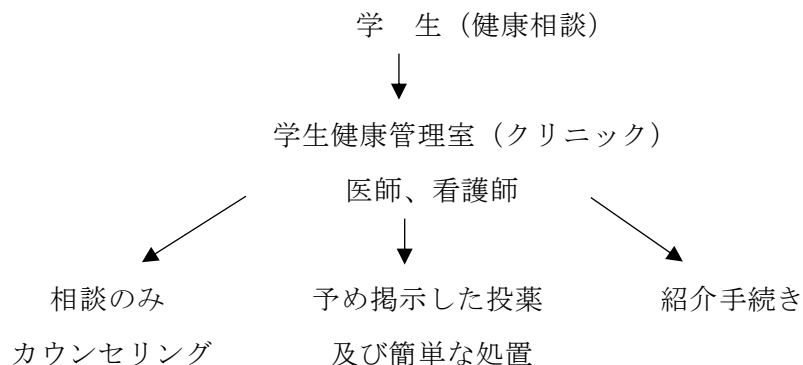 学　生（健康相談）
学生健康管理室（クリニック）
医師、看護師
相談のみ　予め掲示した投薬　紹介手続き
カウンセリング　及び簡単な処置